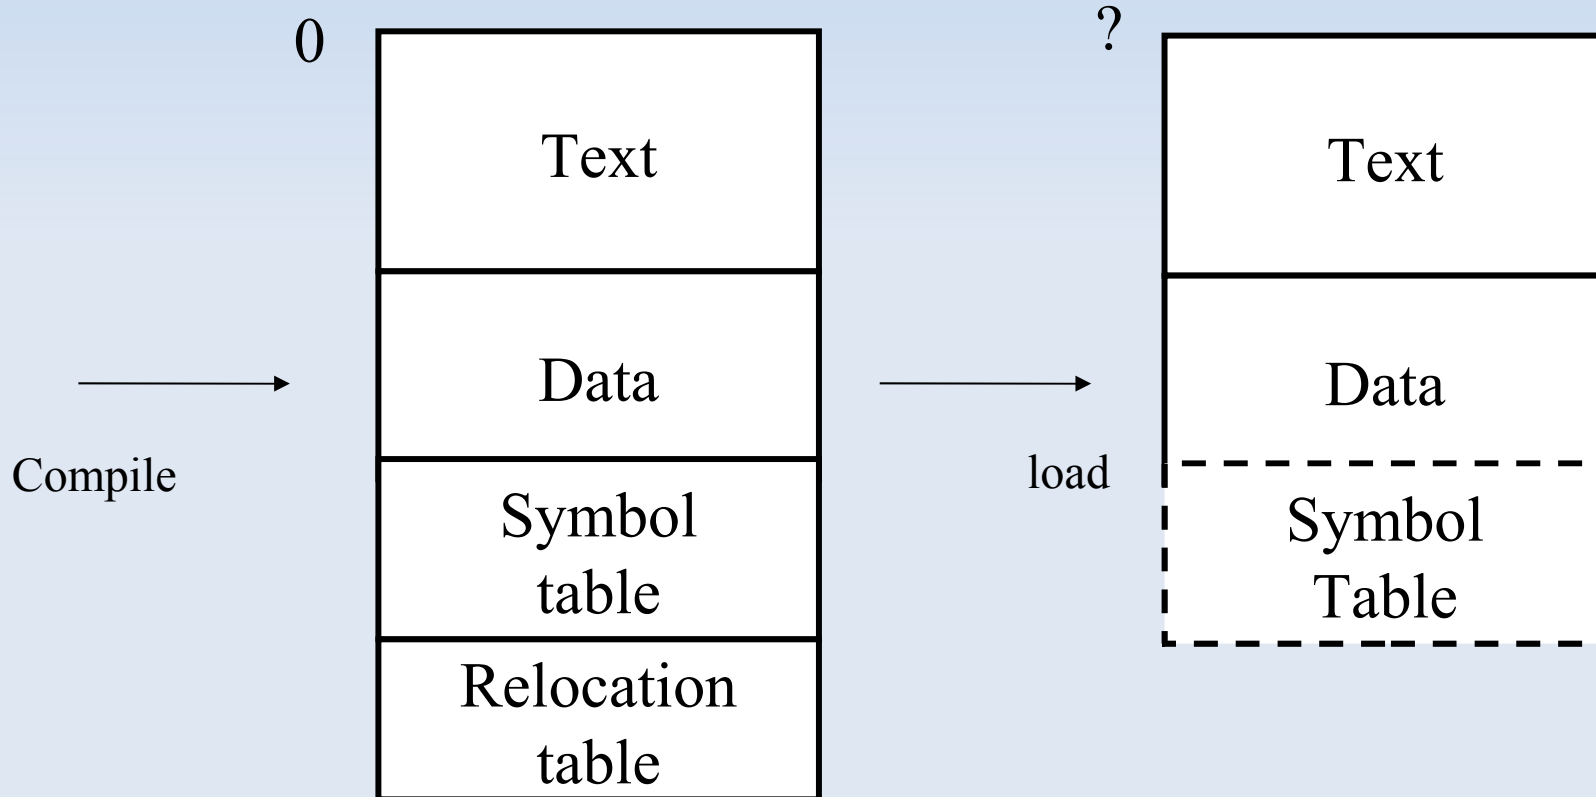 0
?
Text
Text
Data
Data
Compile
load
Symbol
table
Symbol
Table
Relocation
table